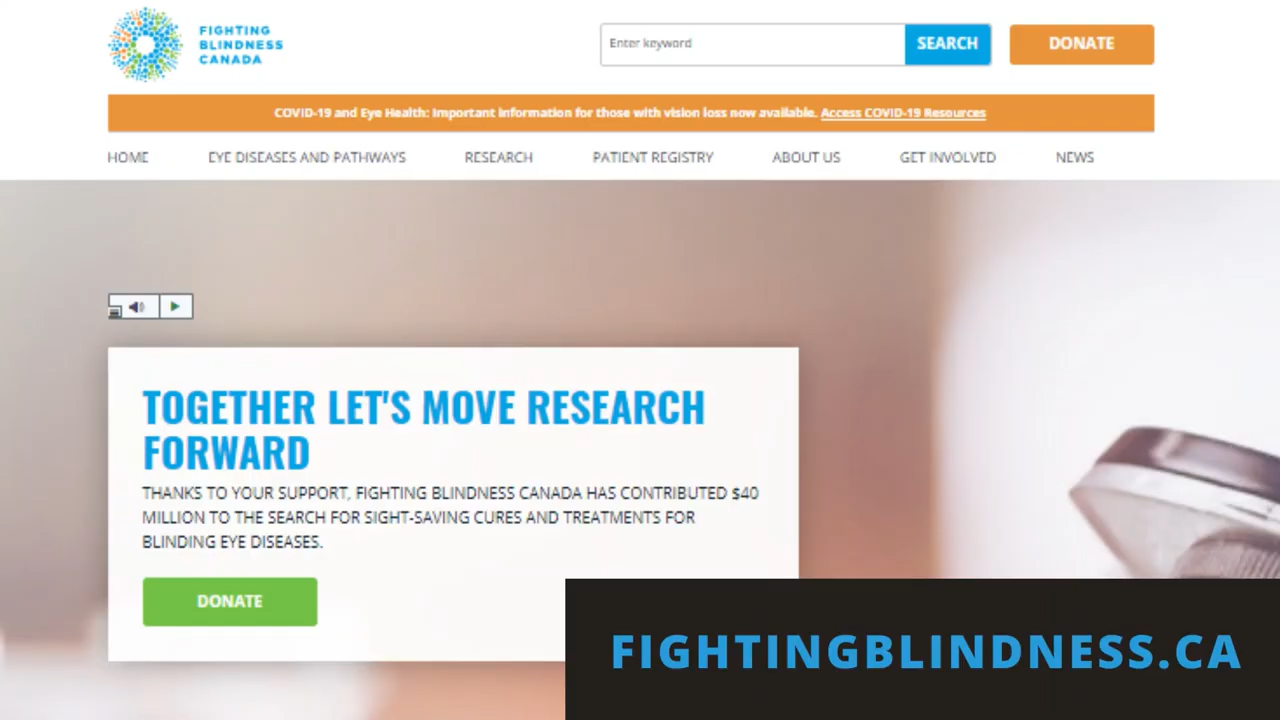 FIGHTING
BLINDNESS
CANADA
Enter keyword
SEARCH
DONATE
COVID-19 and Eye Health: Important information for those with vision loss now available. Access COVID-19 Resources
HOME EYE DISEASES AND PATHWAYS RESEARCH PATIENT REGISTRY ABOUT US GET INVOLVED NEWS
TOGETHER LET'S MOVE RESEARCH
FORWARD
THANKS TO YOUR SUPPORT, FIGHTING BLINDNESS CANADA HAS CONTRIBUTED $40
MILLION TO THE SEARCH FOR SIGHT-SAVING CURES AND TREATMENTS FOR
BLINDING EYE DISEASES.
DONATE
FIGHTINGBLINDNESS.CA